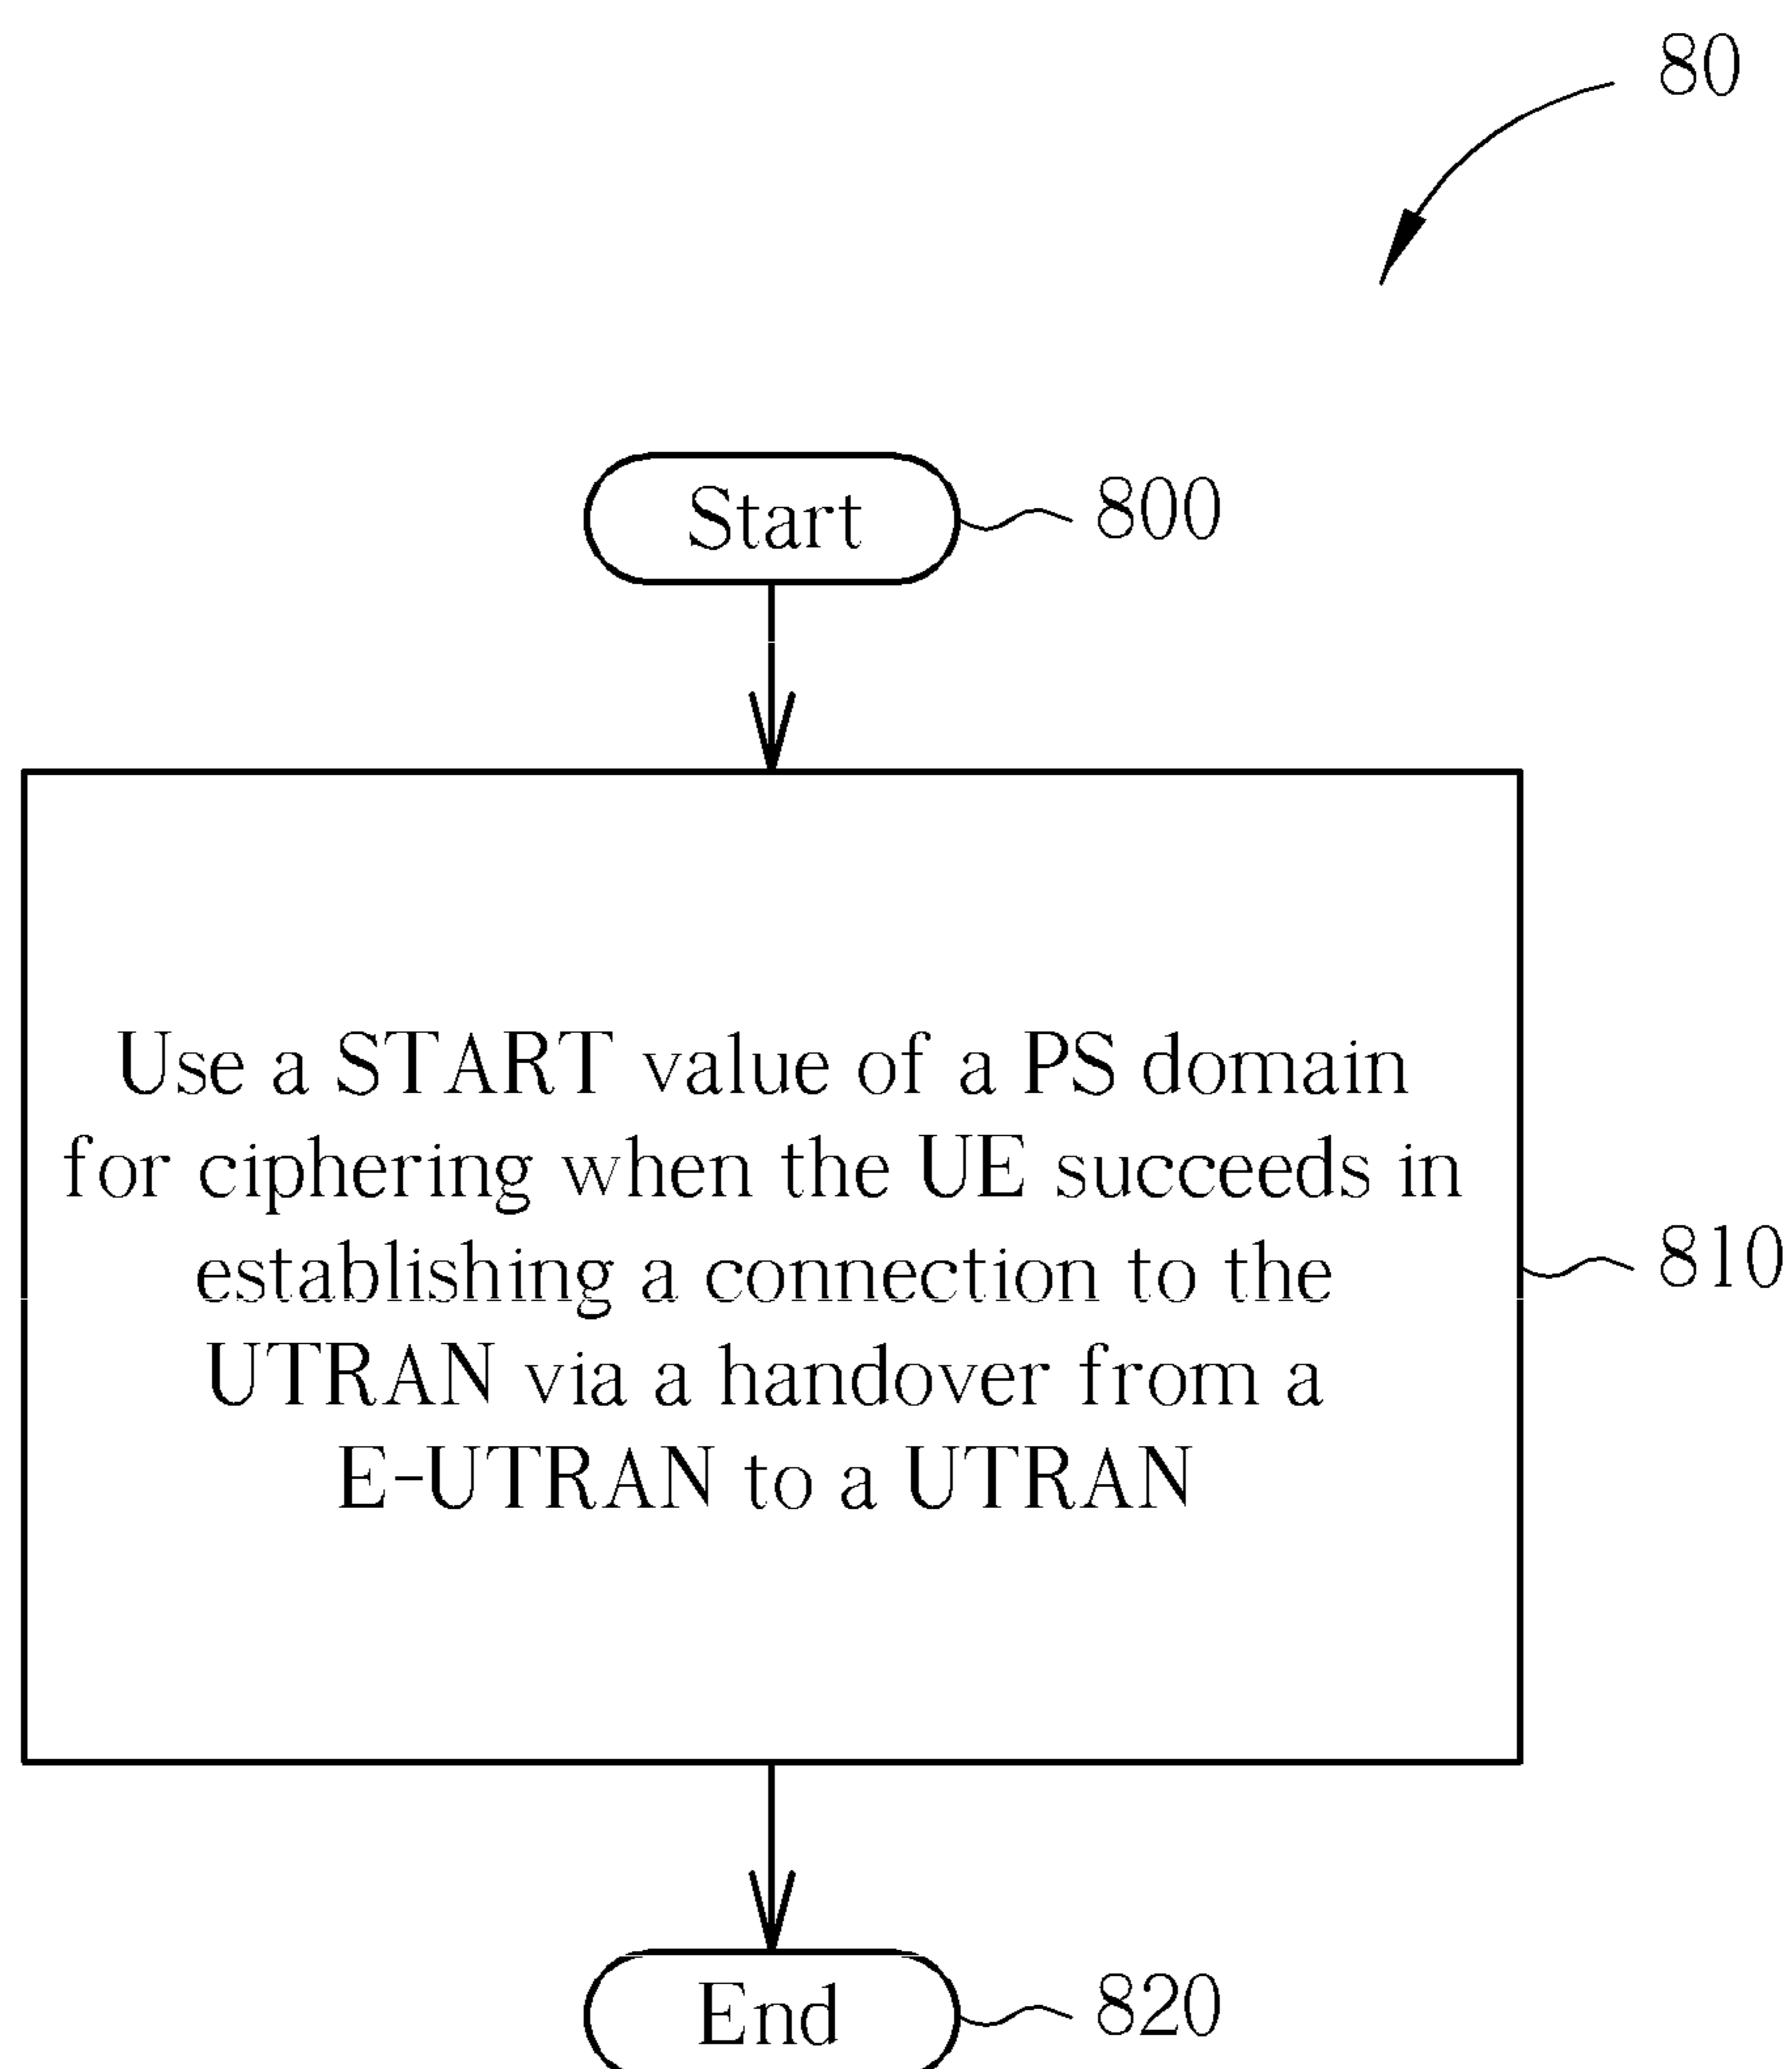 80
Start
800
Use a START value of a PS domain
for ciphering when the UE succeeds in
establishing a connection to the
UTRAN via a handover from a
E-UTRAN to a UTRAN
810
End
820